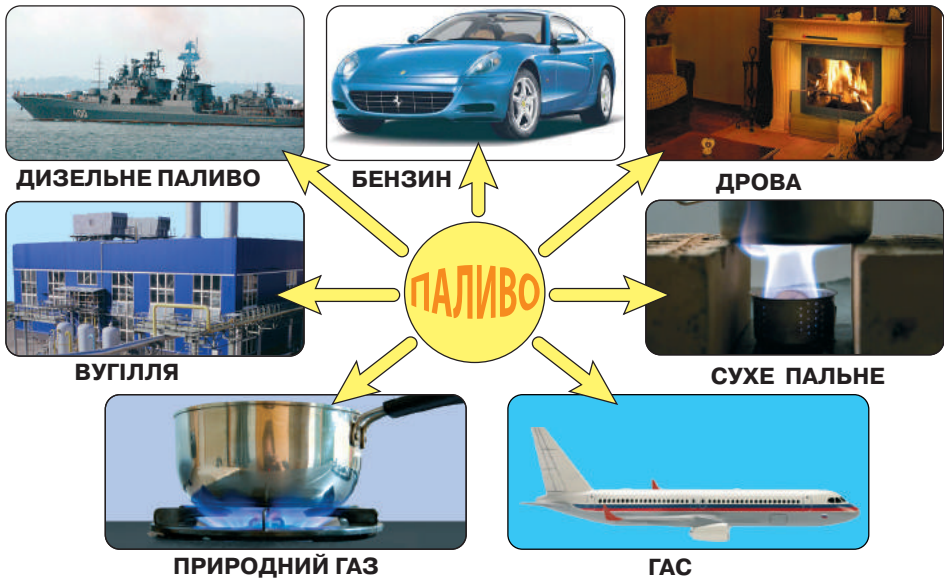 ДИЗЕЛЬНЕ ПАЛИВО
БЕНЗИН
ДРОВА
ПАЛИВО
ВУГІЛЛЯ
СУХЕ ПАЛЬНЕ
ПРИРОДНИЙ ГАЗ
ГАС